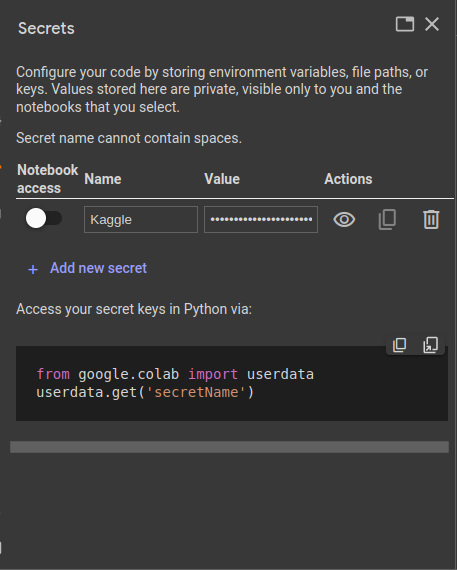 Secrets
Configure your code by storing environment variables, file paths, or
keys. Values stored here are private, visible only to you and the
notebooks that you select.
Secret name cannot contain spaces.
Notebook access Name Value Actions
Kaggle ••••••••••••••••••••••
+ Add new secret
Access your secret keys in Python via:
from google.colab import userdata
userdata.get('secretName')